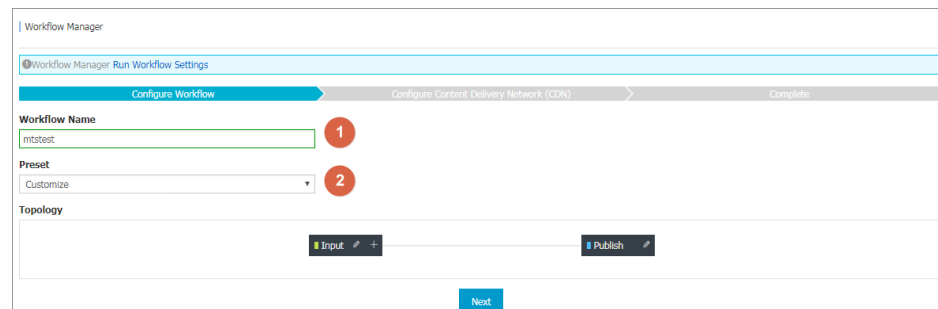 Workflow Manager
Workflow Manager Run Workflow Settings
Configure Workflow Configure Content Delivery Network (CDN) Complete
Workflow Name
mtstest 1
Preset
Customize 2
Topology
Input Publish
Next